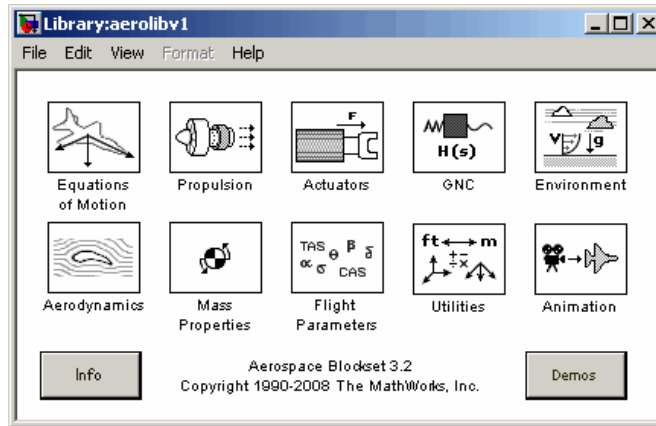 Library:aerolibv1
File Edit View Format Help
F
H(s)
V g
Equations of Motion
Propulsion
Actuators
GNC
Environment
TAS θ β δ
α σ CAS
ft m
+ − ÷ ×
Aerodynamics
Mass Properties
Flight Parameters
Utilities
Animation
Info
Aerospace Blockset 3.2
Copyright 1990-2008 The MathWorks, Inc.
Demos